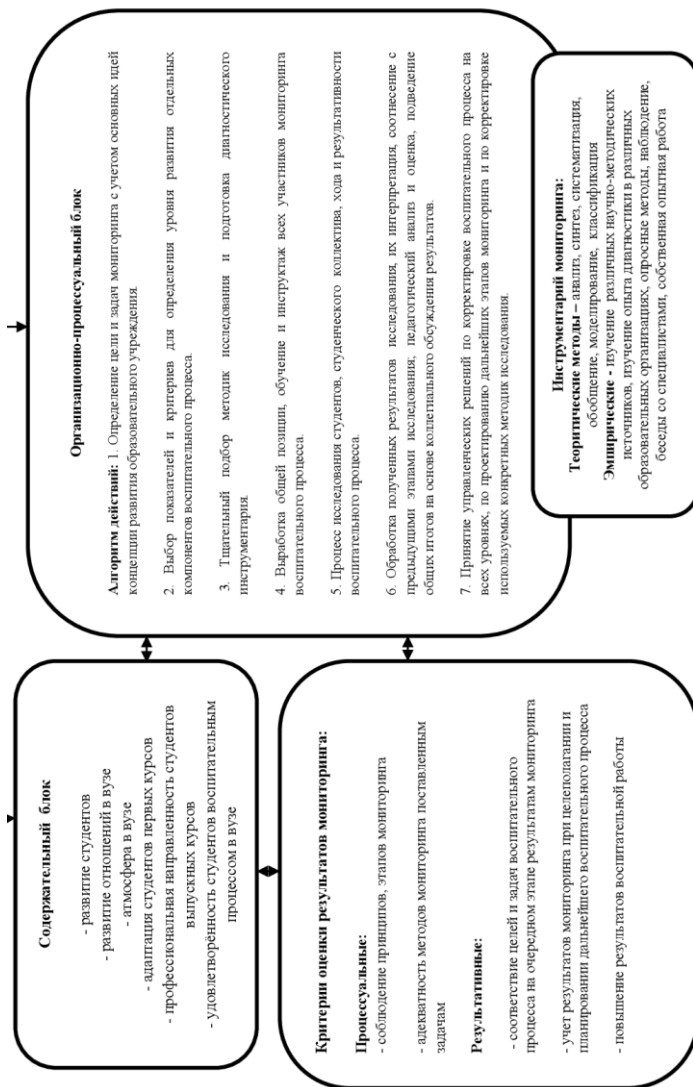 Содержательный блок
- развитие студентов
- развитие отношений в вузе
- атмосфера в вузе
- адаптация студентов первых курсов
- профессиональная направленность студентов
выпускных курсов
- удовлетворённость студентов воспитательным
процессом в вузе
Организационно-процессуальный блок
Алгоритм действий: 1. Определение цели и задач мониторинга с учетом основных идей
концепции развития образовательного учреждения.
2. Выбор показателей и критериев для определения уровня развития отдельных
компонентов воспитательного процесса.
3. Тщательный подбор методик исследования и подготовка диагностического
инструментария.
4. Выработка общей позиции, обучение и инструктаж всех участников мониторинга
воспитательного процесса.
5. Процесс исследования студентов, студенческого коллектива, хода и результативности
воспитательного процесса.
6. Обработка полученных результатов исследования, их интерпретация, соотнесение с
предыдущими этапами исследования; педагогический анализ и оценка, подведение
общих итогов на основе коллегиального обсуждения результатов.
7. Принятие управленческих решений по корректировке воспитательного процесса на
всех уровнях, по проектированию дальнейших этапов мониторинга и по корректировке
используемых конкретных методик исследования.
Критерии оценки результатов мониторинга:
Процессуальные:
- соблюдение принципов, этапов мониторинга
- адекватность методов мониторинга поставленным
задачам
Результативные:
- соответствие целей и задач воспитательного
процесса на очередном этапе результатам мониторинга
- учет результатов мониторинга при целеполагании и
планировании дальнейшего воспитательного процесса
- повышение результатов воспитательной работы
Инструментарий мониторинга:
Теоритические методы – анализ, синтез, систематизация,
обобщение, моделирование, классификация
Эмпирические - изучение различных научно-методических
источников, изучение опыта диагностики в различных
образовательных организациях, опросные методы, наблюдение,
беседы со специалистами, собственная опытная работа